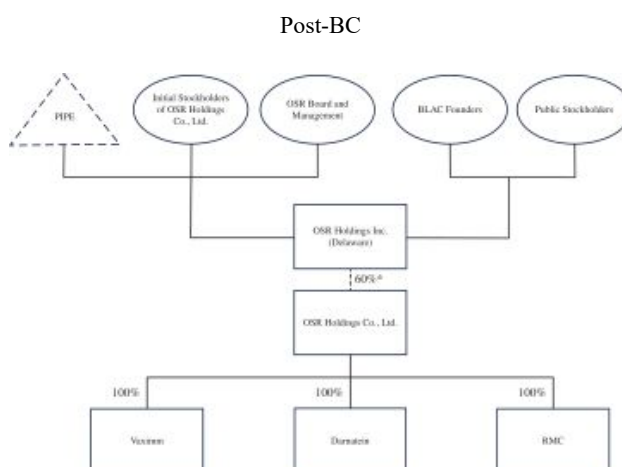 Post-BC
PIPE
Initial Stockholders
of OSR Holdings
Co., Ltd.
OSR Board and
Management
BLAC Founders
Public Stockholders
OSR Holdings Inc.
(Delaware)
60%*
OSR Holdings Co., Ltd.
100%
100%
100%
Vaximm
Darnatein
RMC